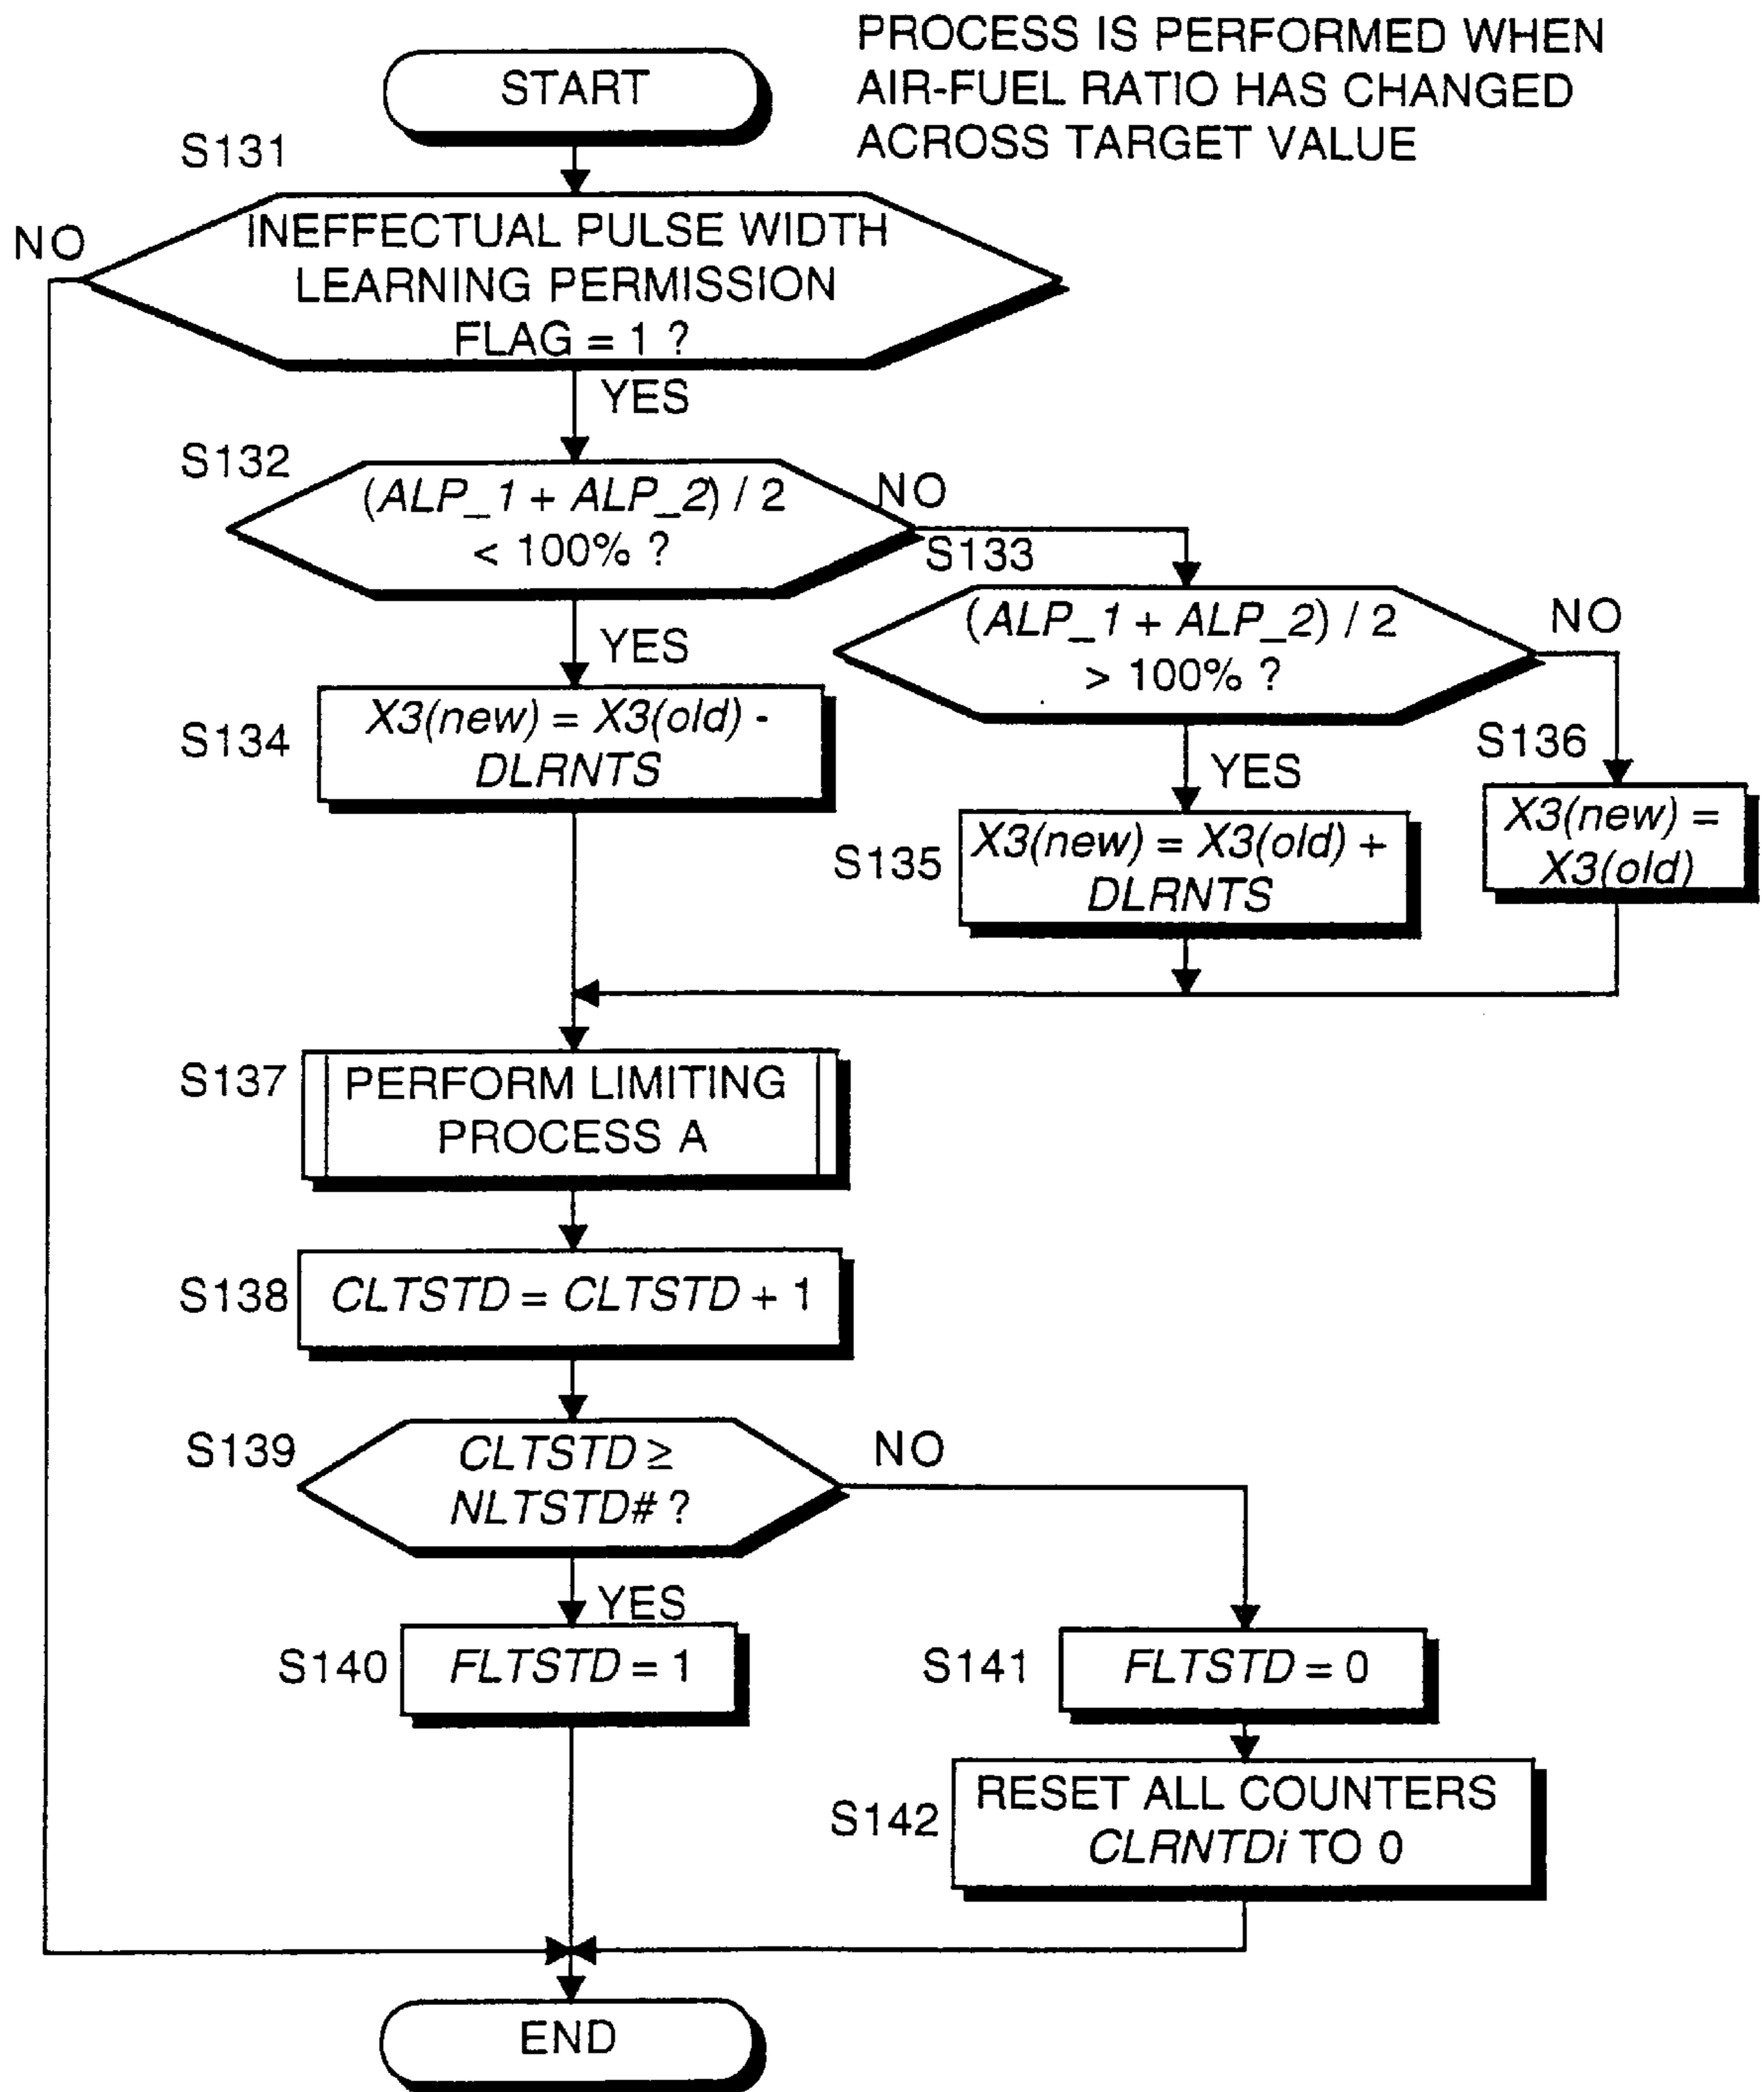 PROCESS IS PERFORMED WHEN
AIR-FUEL RATIO HAS CHANGED
ACROSS TARGET VALUE
START
S131
INEFFECTUAL PULSE WIDTH
LEARNING PERMISSION
FLAG = 1 ?
NO
YES
S132
(ALP_1 + ALP_2) / 2
< 100% ?
NO
YES
S133
(ALP_1 + ALP_2) / 2
> 100% ?
NO
YES
S134
X3(new) = X3(old) -
DLRNTS
S135
X3(new) = X3(old) +
DLRNTS
S136
X3(new) =
X3(old)
S137
PERFORM LIMITING
PROCESS A
S138
CLTSTD = CLTSTD + 1
S139
CLTSTD ≥
NLTSTD# ?
NO
YES
S140
FLTSTD = 1
S141
FLTSTD = 0
S142
RESET ALL COUNTERS
CLRNTDi TO 0
END